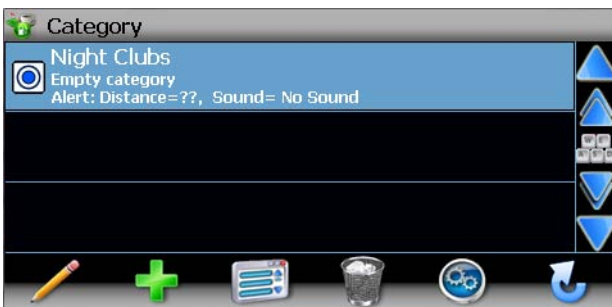 Category
Night Clubs
Empty category
Alert: Distance=??, Sound= No Sound